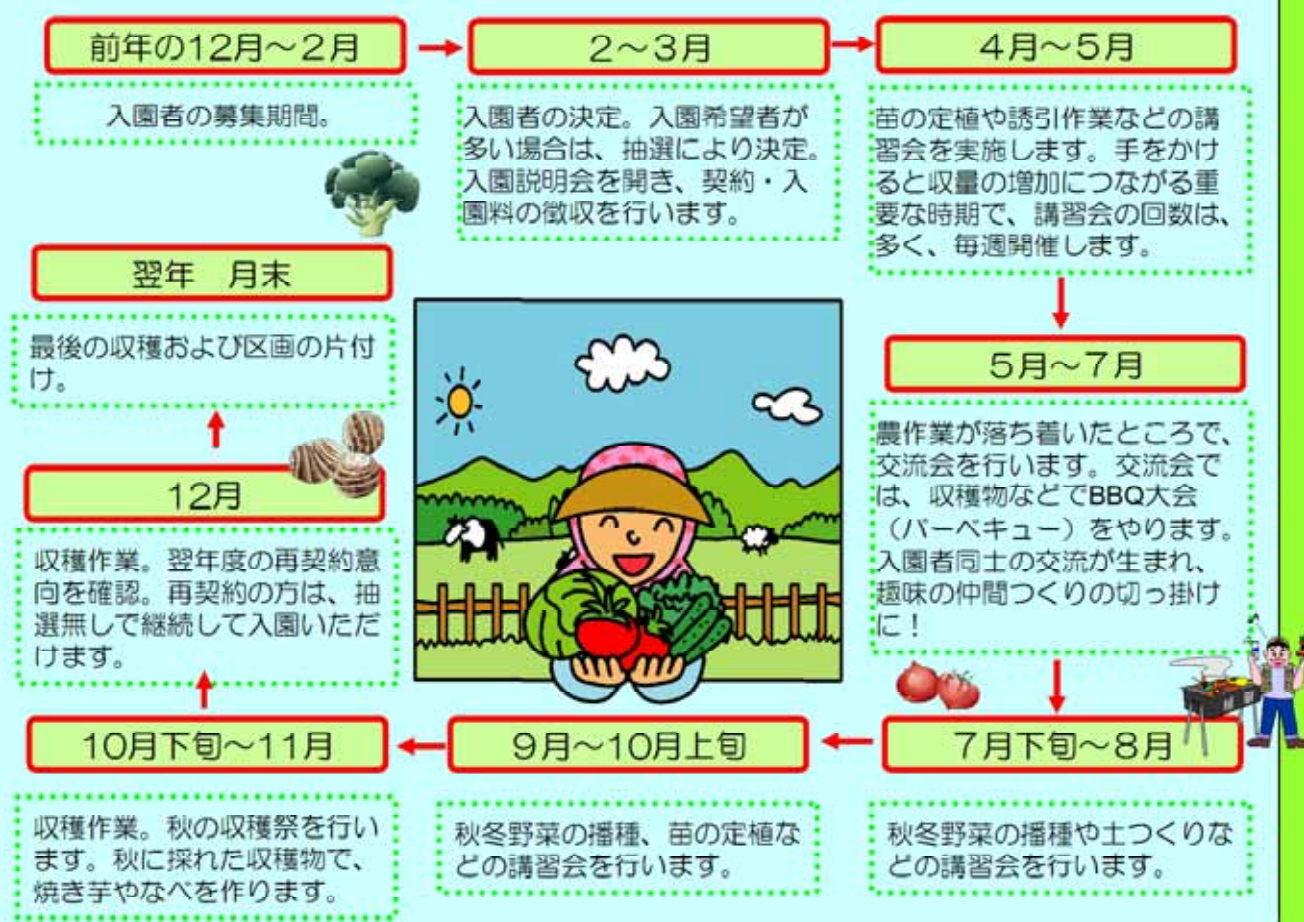 前年の12月～2月
入園者の募集期間。
2～3月
入園者の決定。入園希望者が
多い場合は、抽選により決定。
入園説明会を開き、契約・入
園料の徴収を行います。
4月～5月
苗の定植や誘引作業などの講
習会を実施します。手をかけ
ると収量の増加につながる重
要な時期で、講習会の回数は、
多く、毎週開催します。
5月～7月
農作業が落ち着いたところで、
交流会を行います。交流会で
は、収穫物などでBBQ大会
（バーベキュー）をやります。
入園者同士の交流が生まれ、
趣味の仲間つくりの切っ掛け
に！
7月下旬～8月
秋冬野菜の播種や土つくりな
どの講習会を行います。
9月～10月上旬
秋冬野菜の播種、苗の定植な
どの講習会を行います。
10月下旬～11月
収穫作業。秋の収穫祭を行い
ます。秋に採れた収穫物で、
焼き芋やなべを作ります。
12月
収穫作業。翌年度の再契約意
向を確認。再契約の方は、抽
選無しで継続して入園いただ
けます。
翌年　月末
最後の収穫および区画の片付
け。